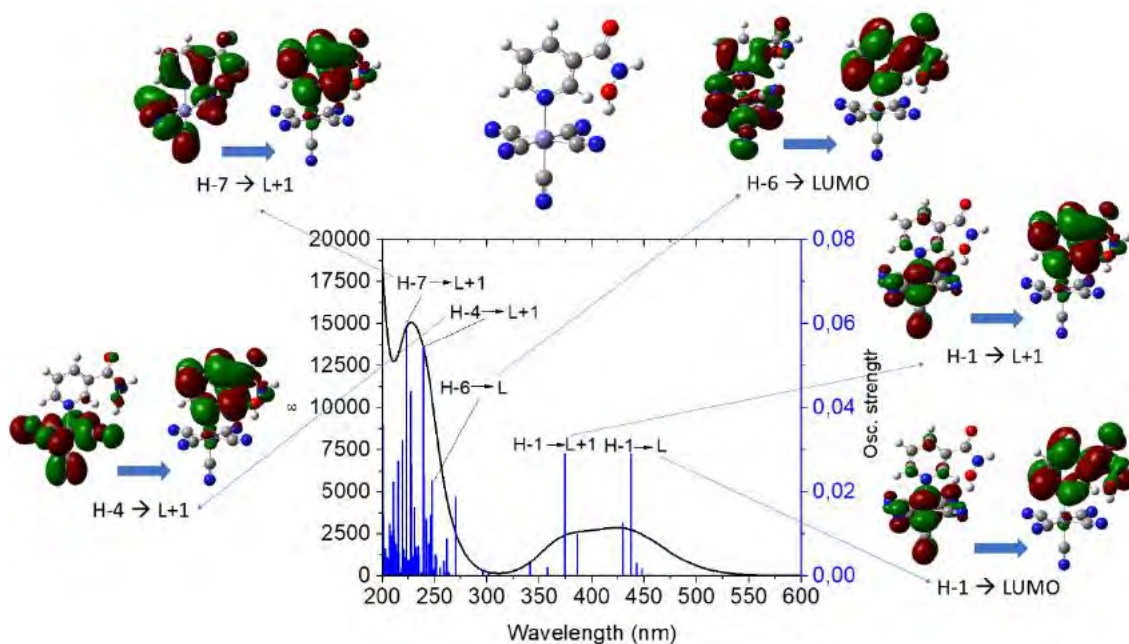 H-7 → L+1
H-6 → LUMO
H-4 → L+1
H-1 → L+1
H-1 → LUMO
20000
17500
15000
12500
10000
7500
5000
2500
0
ε
H-7→L+1
H-4→L+1
H-6→L
H-1→L+1
H-1→L
0,08
0,06
0,04
0,02
0,00
Osc. strength
200 250 300 350 400 450 500 550 600
Wavelength (nm)